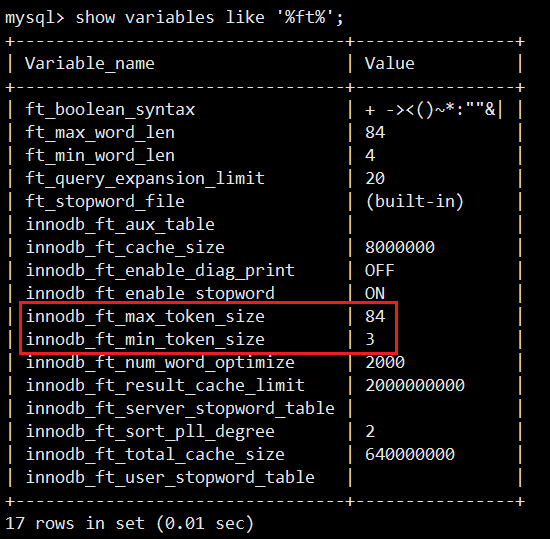 mysql> show variables like '%ft%';
+---------------------------------+----------------+
| Variable_name                   | Value          |
+---------------------------------+----------------+
| ft_boolean_syntax               | + -><()~*:""&| |
| ft_max_word_len                 | 84             |
| ft_min_word_len                 | 4              |
| ft_query_expansion_limit        | 20             |
| ft_stopword_file                | (built-in)     |
| innodb_ft_aux_table             |                |
| innodb_ft_cache_size            | 8000000        |
| innodb_ft_enable_diag_print     | OFF            |
| innodb_ft_enable_stopword       | ON             |
| innodb_ft_max_token_size        | 84             |
| innodb_ft_min_token_size        | 3              |
| innodb_ft_num_word_optimize     | 2000           |
| innodb_ft_result_cache_limit    | 2000000000     |
| innodb_ft_server_stopword_table |                |
| innodb_ft_sort_pll_degree       | 2              |
| innodb_ft_total_cache_size      | 640000000      |
| innodb_ft_user_stopword_table   |                |
+---------------------------------+----------------+
17 rows in set (0.01 sec)